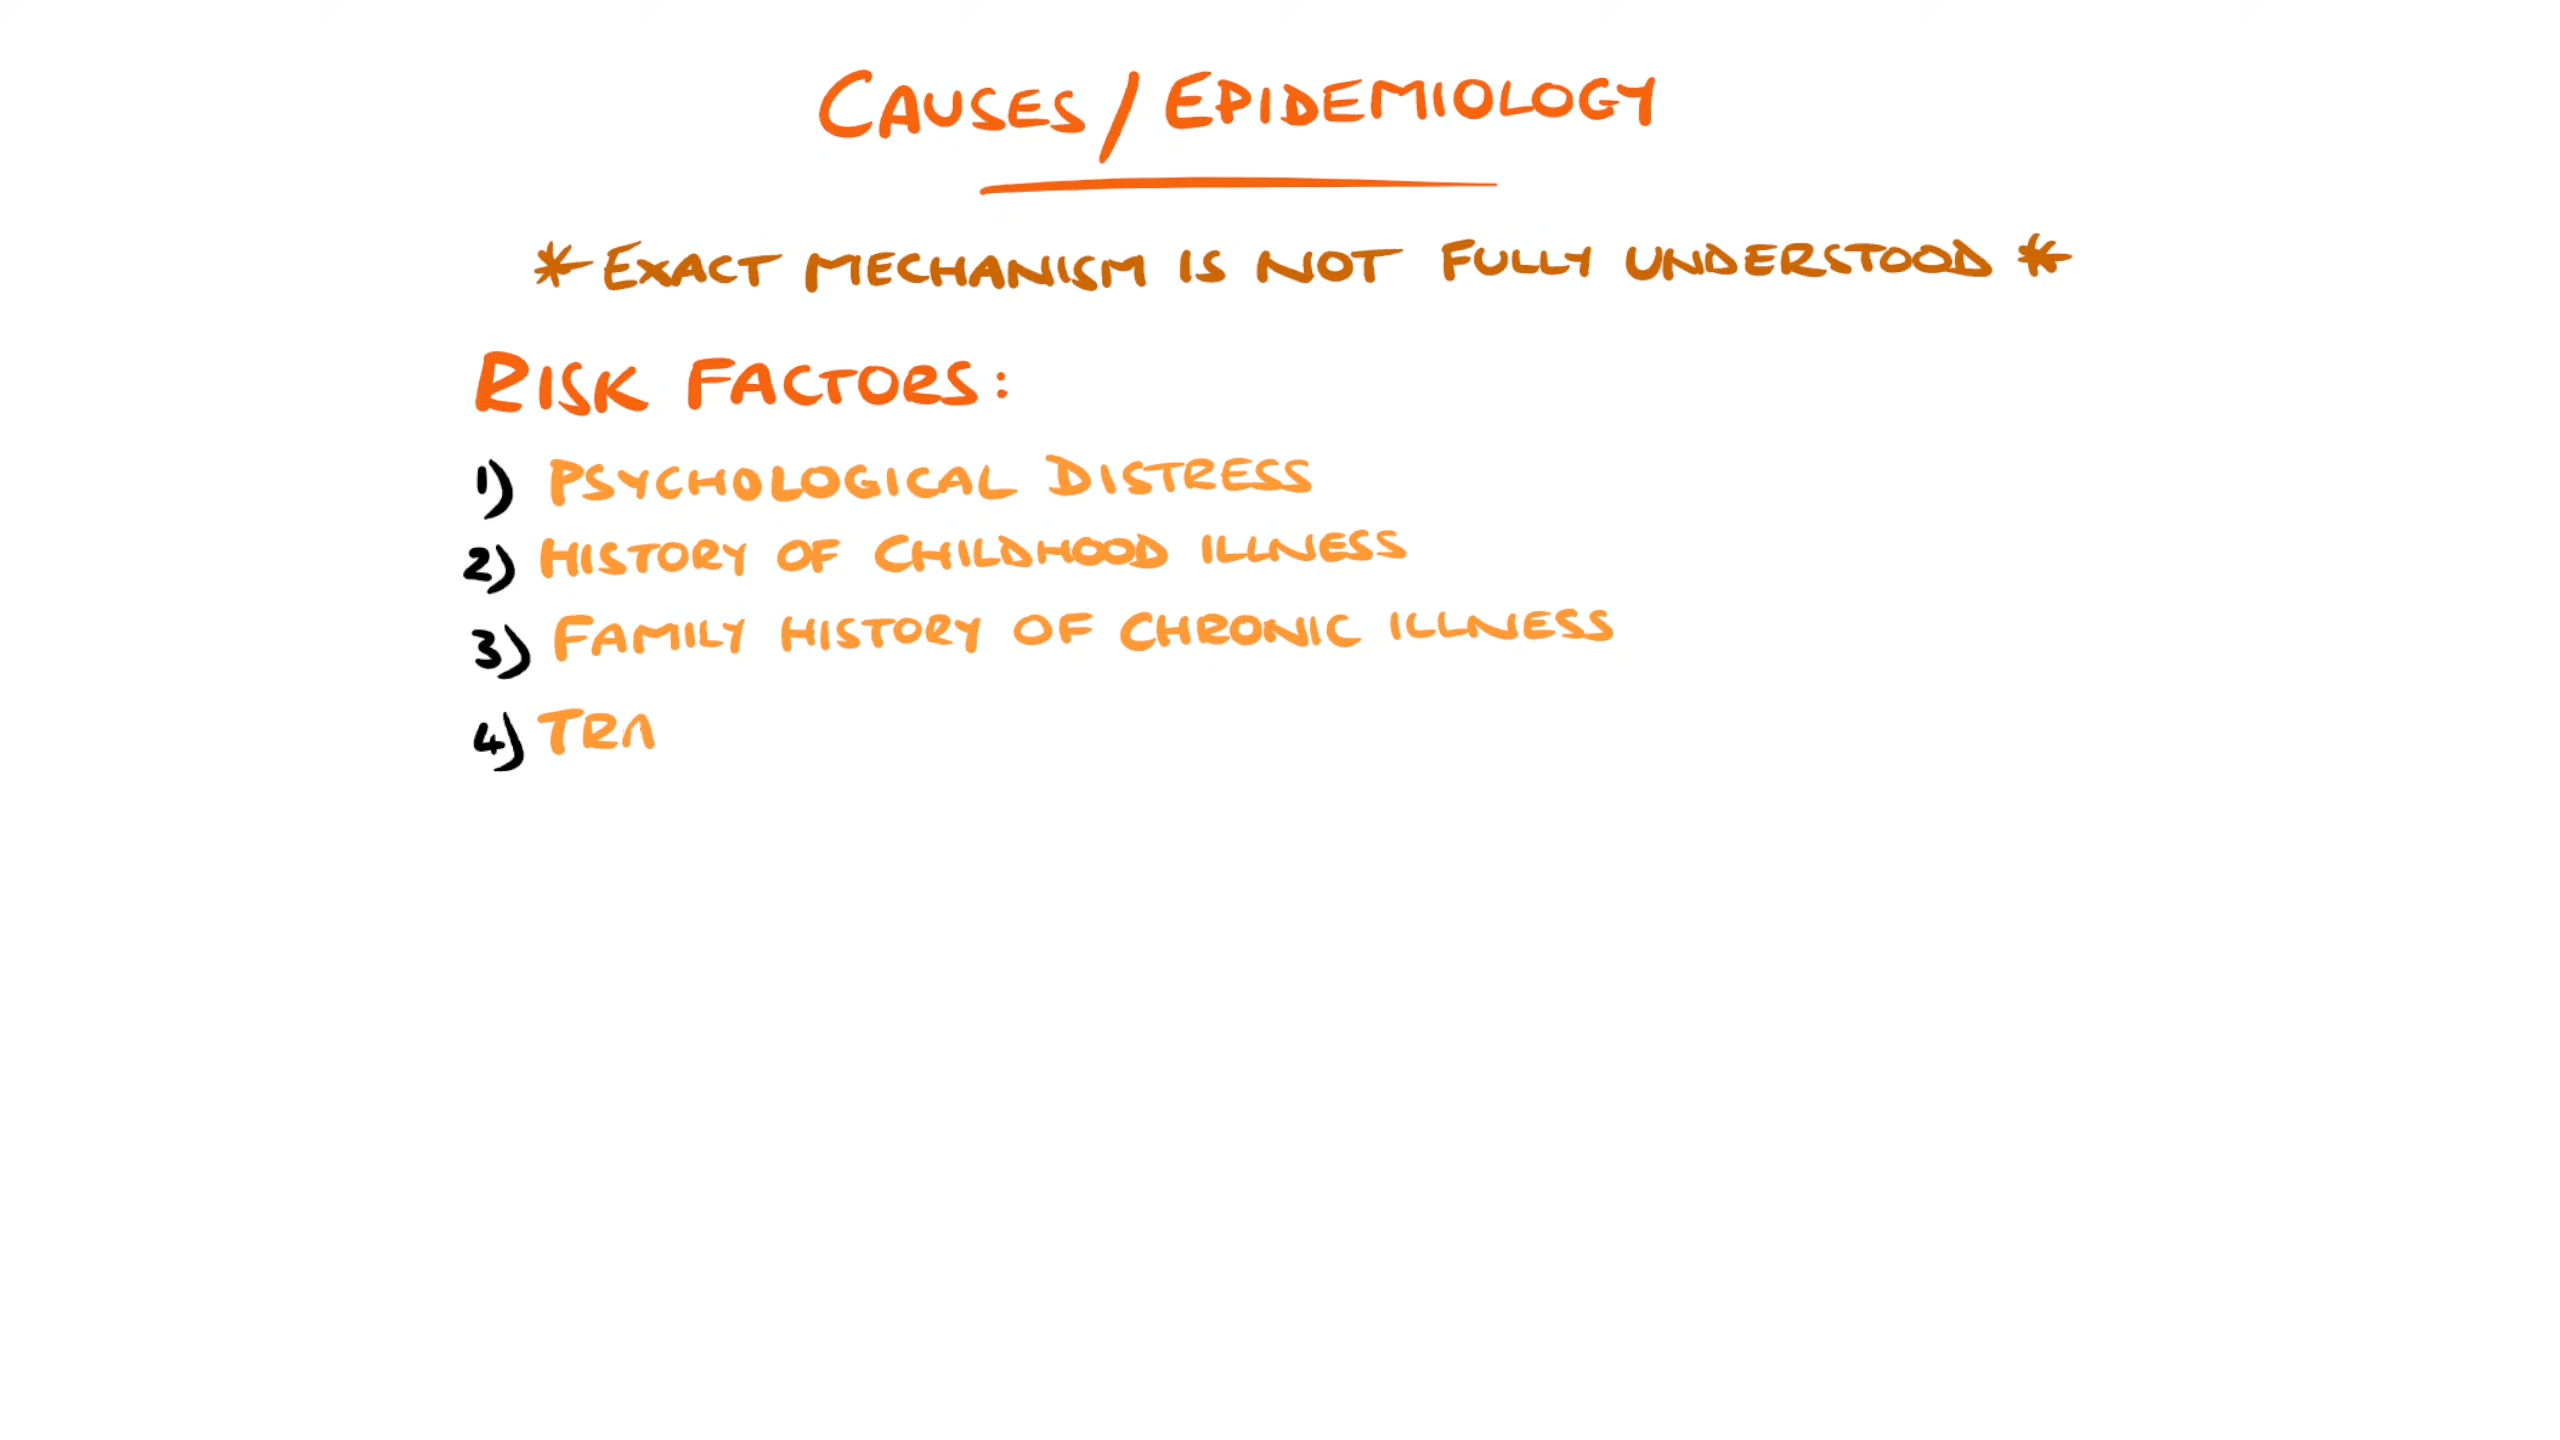 CAUSES / EPIDEMIOLOGY
* EXACT MECHANISM IS NOT FULLY UNDERSTOOD *
RISK FACTORS:
1) PSYCHOLOGICAL DISTRESS
2) HISTORY OF CHILDHOOD ILLNESS
3) FAMILY HISTORY OF CHRONIC ILLNESS
4) TRA